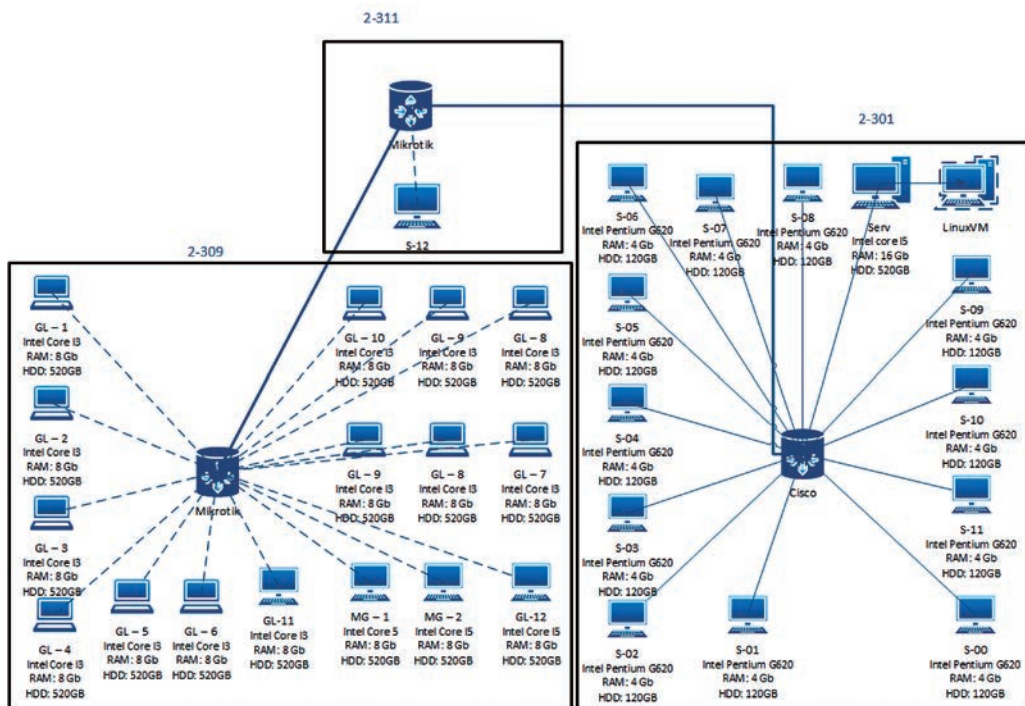 2-311
Mikrotik
S-12
2-301
S-06
Intel Pentium G620
RAM: 4 Gb
HDD: 120GB
S-07
Intel Pentium G620
RAM: 4 Gb
HDD: 120GB
S-08
Intel Pentium G620
RAM: 4 Gb
HDD: 120GB
Serv
Intel core I5
RAM: 16 Gb
HDD: 520GB
LinuxVM
S-05
Intel Pentium G620
RAM: 4 Gb
HDD: 120GB
S-09
Intel Pentium G620
RAM: 4 Gb
HDD: 120GB
S-04
Intel Pentium G620
RAM: 4 Gb
HDD: 120GB
S-10
Intel Pentium G620
RAM: 4 Gb
HDD: 120GB
Cisco
S-03
Intel Pentium G620
RAM: 4 Gb
HDD: 120GB
S-11
Intel Pentium G620
RAM: 4 Gb
HDD: 120GB
S-02
Intel Pentium G620
RAM: 4 Gb
HDD: 120GB
S-01
Intel Pentium G620
RAM: 4 Gb
HDD: 120GB
S-00
Intel Pentium G620
RAM: 4 Gb
HDD: 120GB
2-309
GL – 1
Intel Core I3
RAM: 8 Gb
HDD: 520GB
GL – 10
Intel Core I3
RAM: 8 Gb
HDD: 520GB
GL – 9
Intel Core I3
RAM: 8 Gb
HDD: 520GB
GL – 8
Intel Core I3
RAM: 8 Gb
HDD: 520GB
GL – 2
Intel Core I3
RAM: 8 Gb
HDD: 520GB
GL – 9
Intel Core I3
RAM: 8 Gb
HDD: 520GB
GL – 8
Intel Core I3
RAM: 8 Gb
HDD: 520GB
GL – 7
Intel Core I3
RAM: 8 Gb
HDD: 520GB
Mikrotik
GL – 3
Intel Core I3
RAM: 8 Gb
HDD: 520GB
GL – 4
Intel Core I3
RAM: 8 Gb
HDD: 520GB
GL – 5
Intel Core I3
RAM: 8 Gb
HDD: 520GB
GL – 6
Intel Core I3
RAM: 8 Gb
HDD: 520GB
GL-11
Intel Core I3
RAM: 8 Gb
HDD: 520GB
MG – 1
Intel Core 5
RAM: 8 Gb
HDD: 520GB
MG – 2
Intel Core I5
RAM: 8 Gb
HDD: 520GB
GL-12
Intel Core I5
RAM: 8 Gb
HDD: 520GB